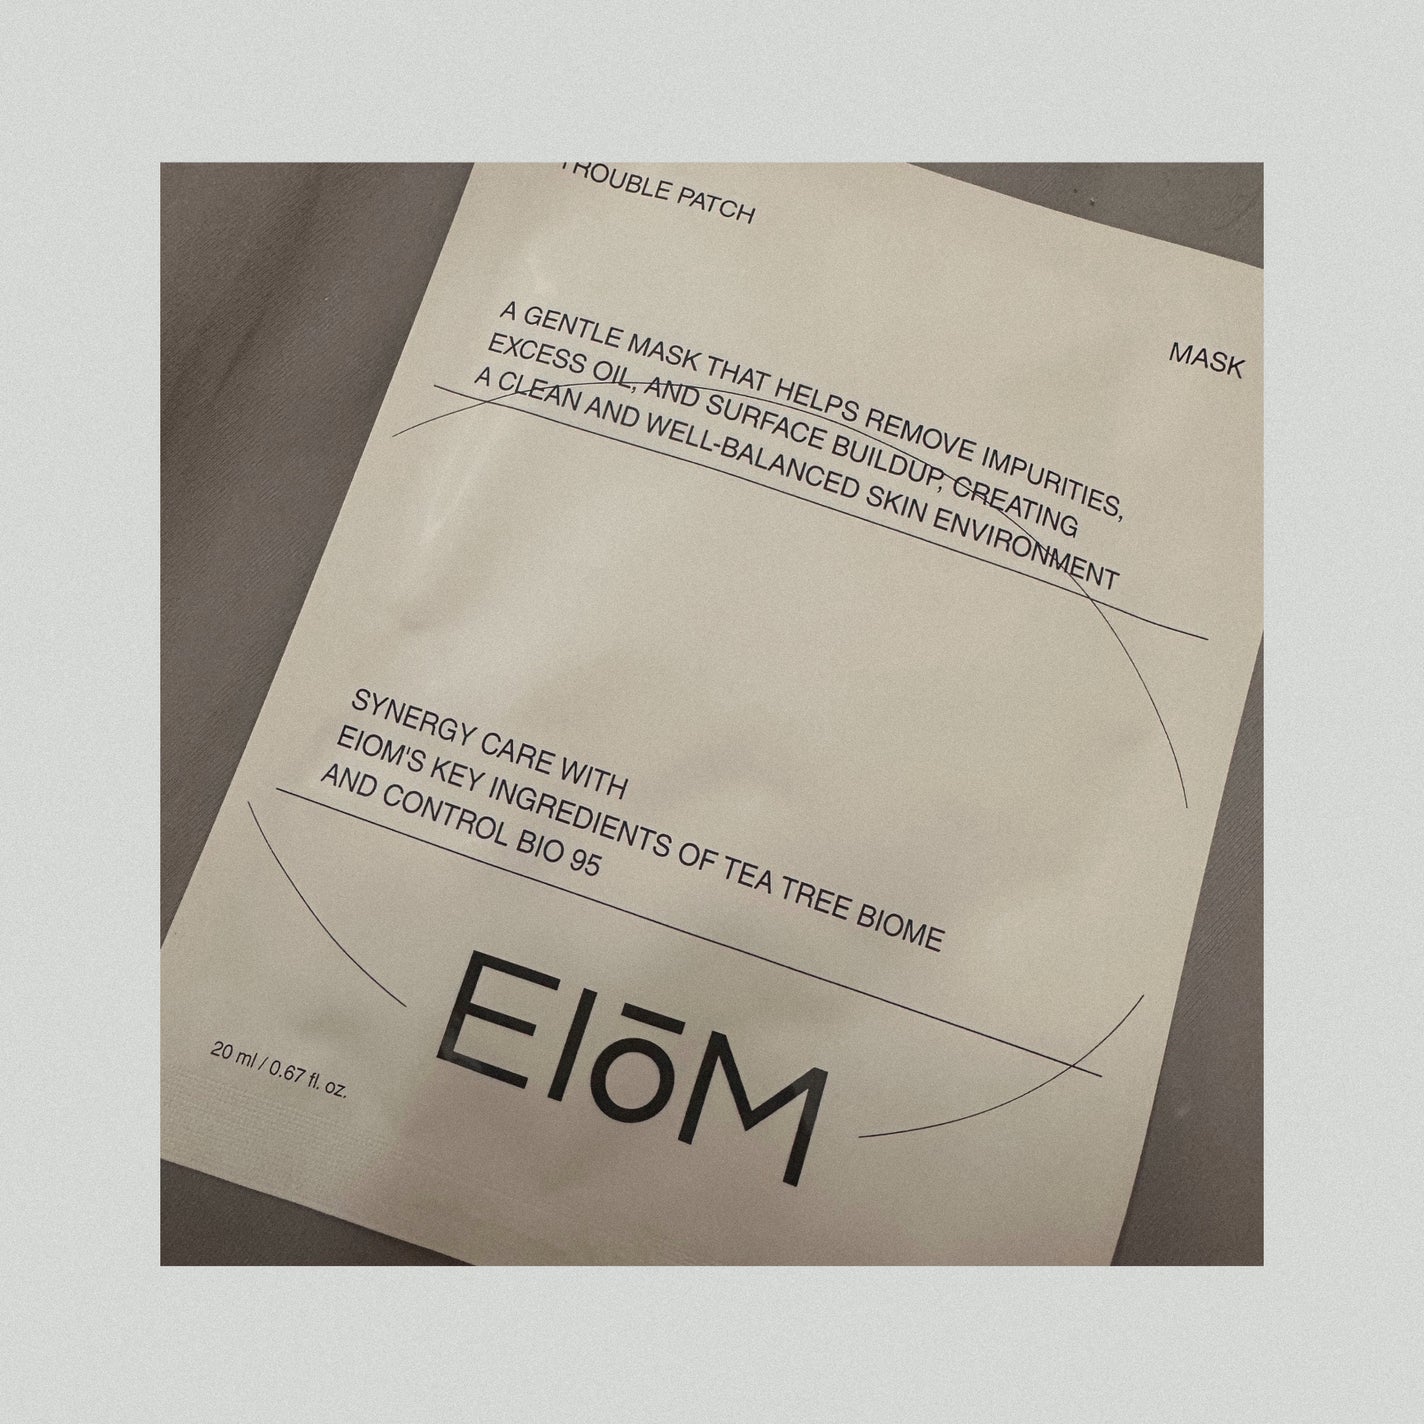 TROUBLE PATCH
MASK
A GENTLE MASK THAT HELPS REMOVE IMPURITIES,
EXCESS OIL, AND SURFACE BUILDUP, CREATING
A CLEAN AND WELL-BALANCED SKIN ENVIRONMENT
SYNERGY CARE WITH
EIOM'S KEY INGREDIENTS OF TEA TREE BIOME
AND CONTROL BIO 95
EIōM
20 ml / 0.67 fl. oz.